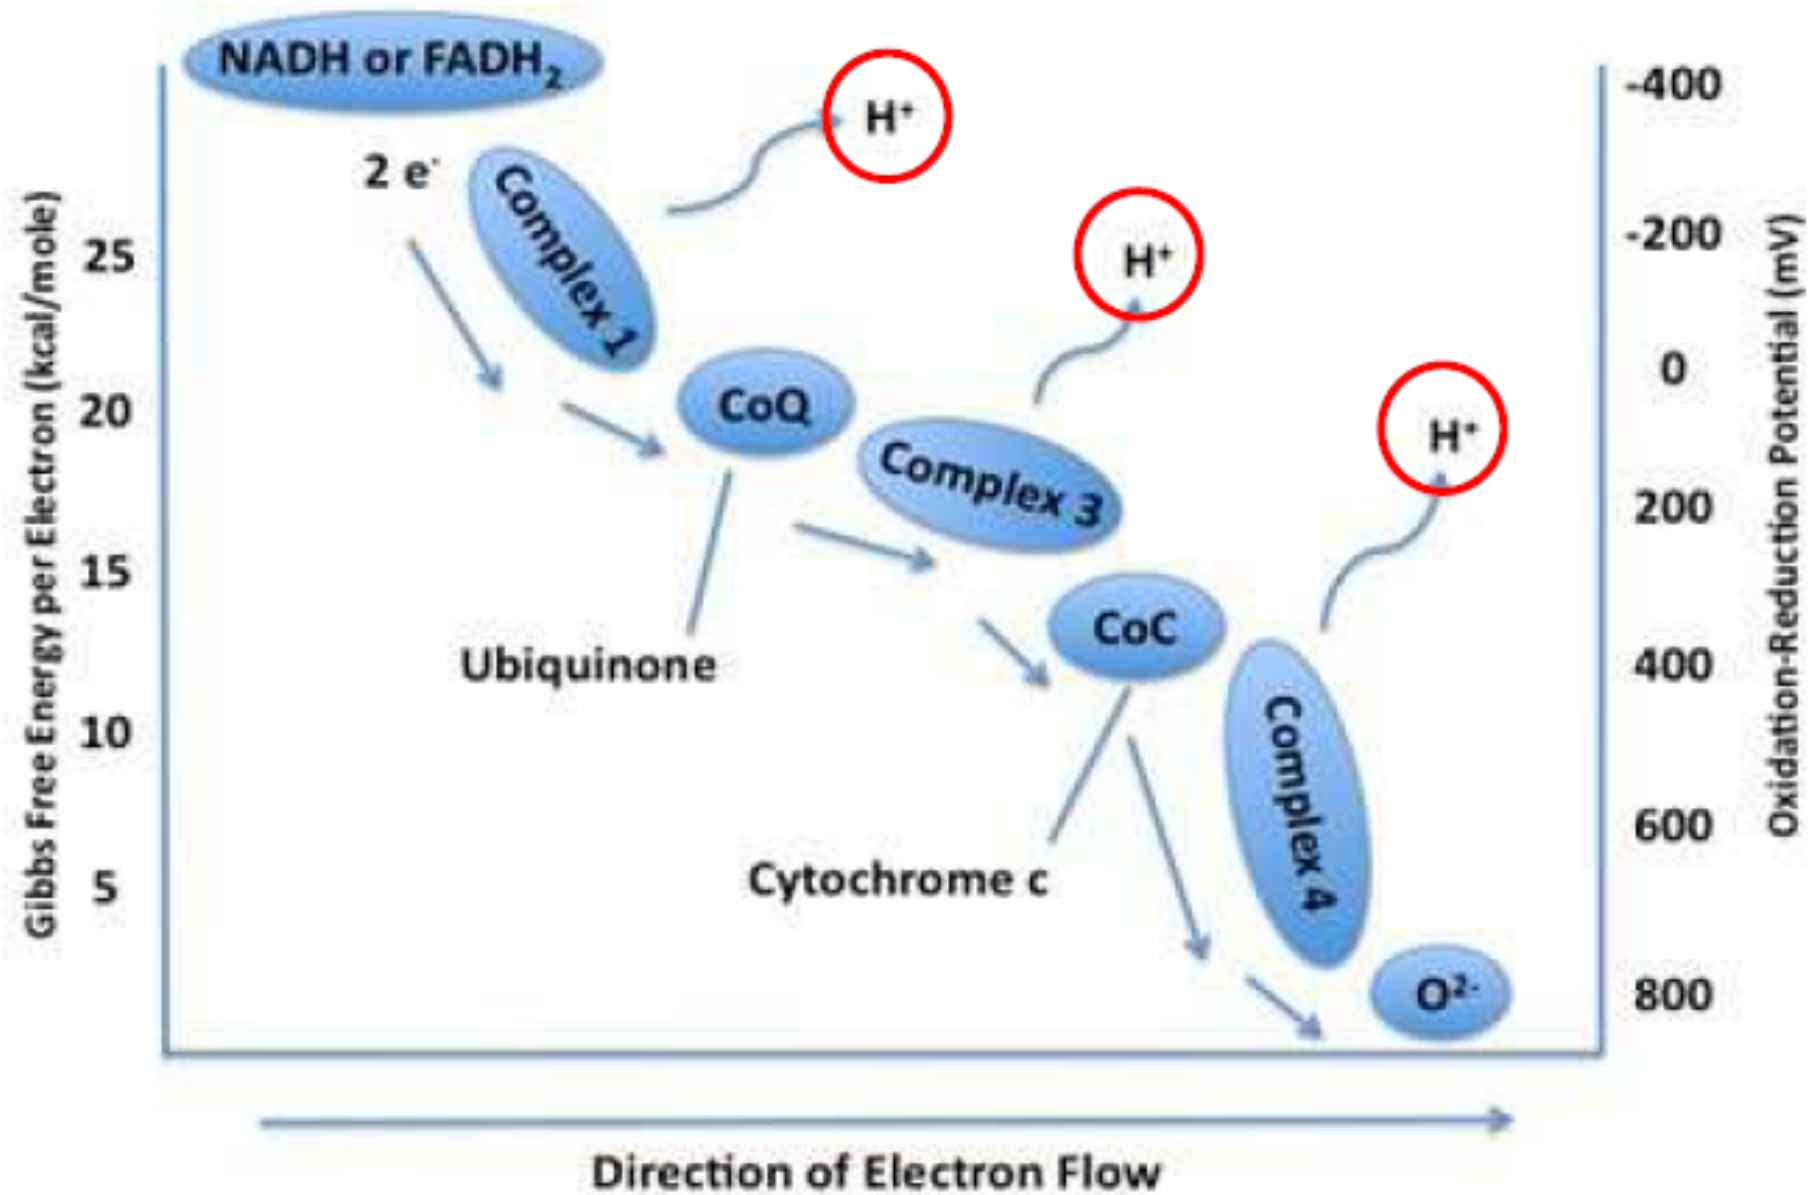 NADH or FADH₂
2 e⁻
Complex 1
H⁺
H⁺
H⁺
CoQ
Complex 3
CoC
Complex 4
O²⁻
Ubiquinone
Cytochrome c
Gibbs Free Energy per Electron (kcal/mole)
25
20
15
10
5
-400
-200
0
200
400
600
800
Oxidation-Reduction Potential (mV)
Direction of Electron Flow